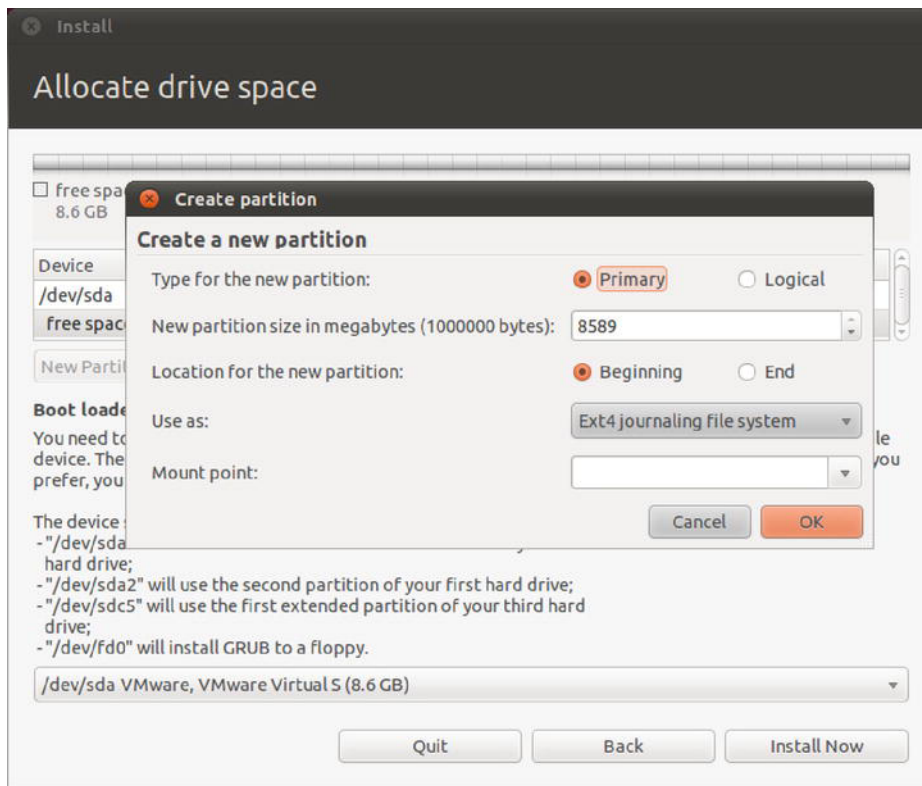 Install
Allocate drive space
free spa
8.6 GB
Create partition
Create a new partition
Device
Type for the new partition: Primary Logical
/dev/sda
free spac
New partition size in megabytes (1000000 bytes): 8589
New Parti
Location for the new partition: Beginning End
Boot loade
Use as: Ext4 journaling file system
You need to le
device. The you
prefer, you
Mount point:
Cancel OK
The device
- "/dev/sda
hard drive;
- "/dev/sda2" will use the second partition of your first hard drive;
- "/dev/sdc5" will use the first extended partition of your third hard
drive;
- "/dev/fd0" will install GRUB to a floppy.
/dev/sda VMware, VMware Virtual S (8.6 GB)
Quit Back Install Now